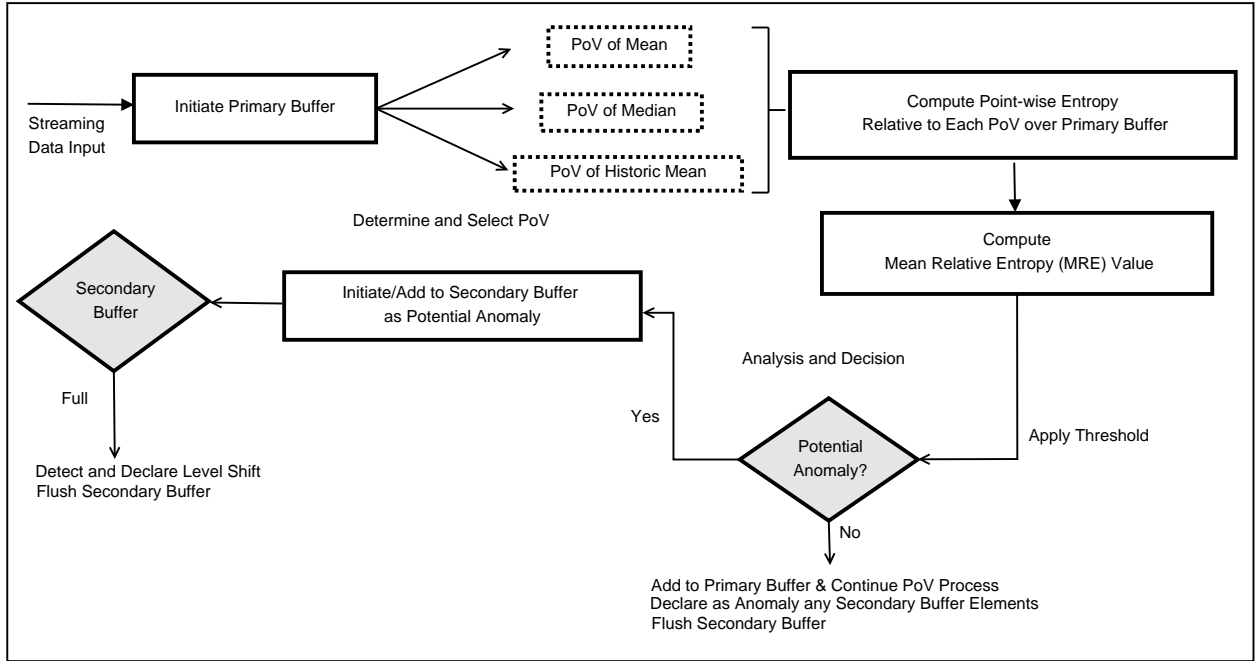 Streaming
Data Input
Initiate Primary Buffer
PoV of Mean
PoV of Median
PoV of Historic Mean
Compute Point-wise Entropy
Relative to Each PoV over Primary Buffer
Determine and Select PoV
Compute
Mean Relative Entropy (MRE) Value
Secondary
Buffer
Initiate/Add to Secondary Buffer
as Potential Anomaly
Analysis and Decision
Full
Yes
Potential
Anomaly?
Apply Threshold
Detect and Declare Level Shift
Flush Secondary Buffer
No
Add to Primary Buffer & Continue PoV Process
Declare as Anomaly any Secondary Buffer Elements
Flush Secondary Buffer